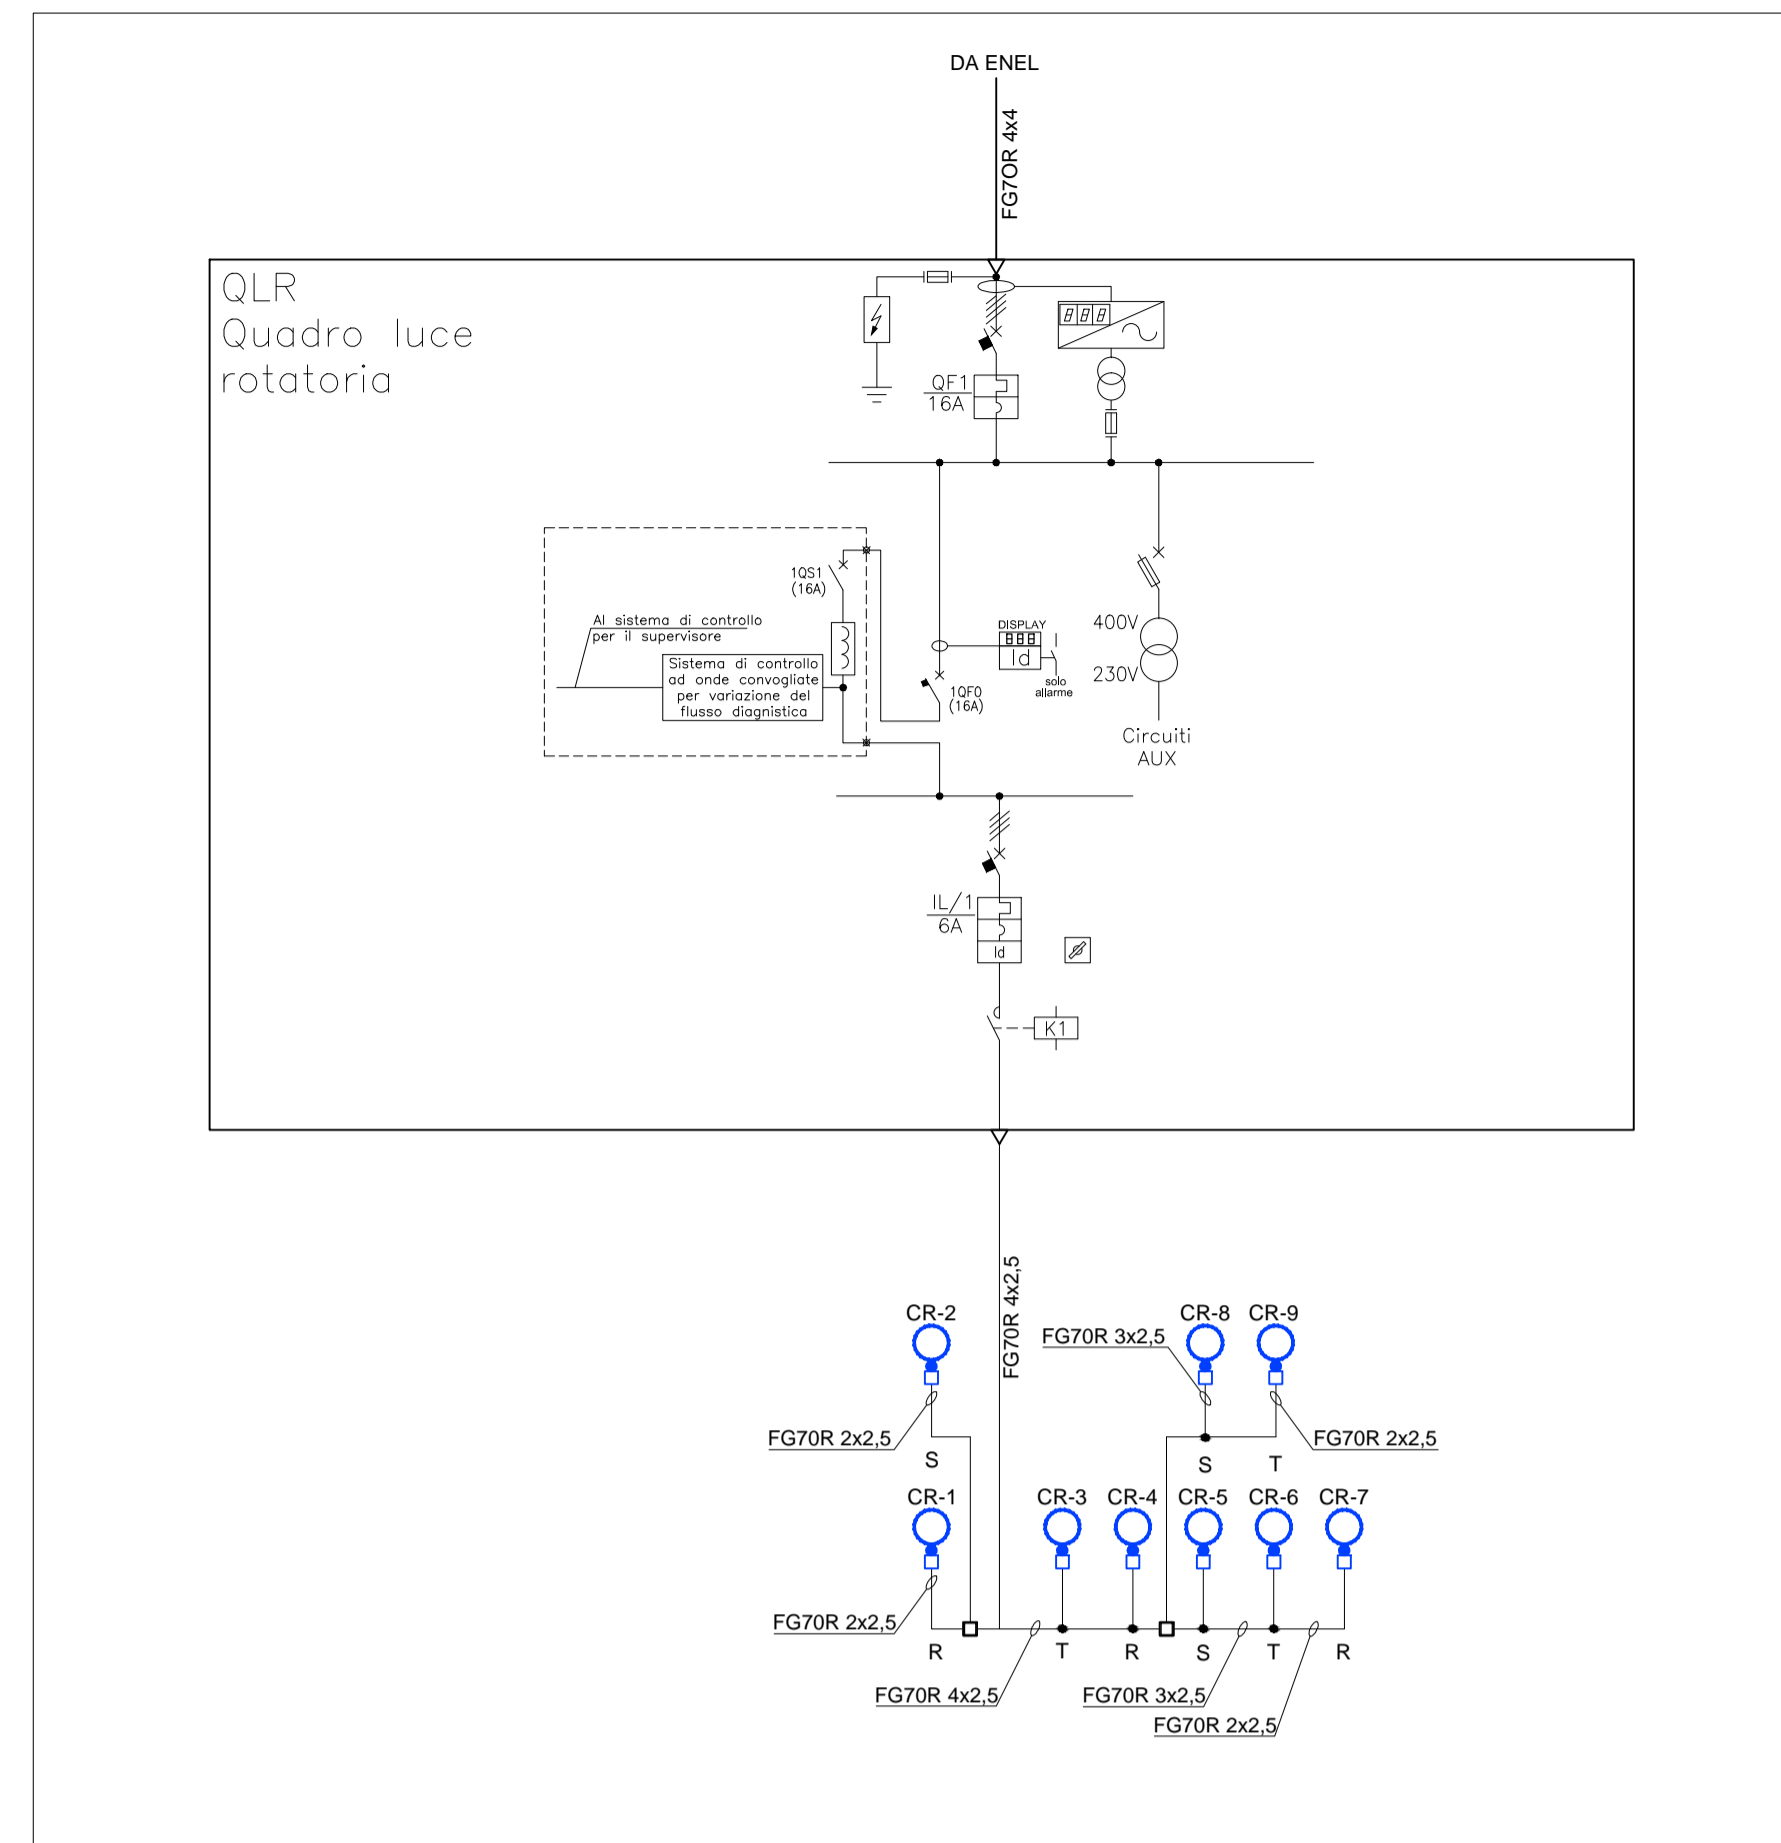 DA ENEL
FG7OR 4x4
QLR
Quadro luce
rotatoria
QF1
16A
1QS1
(16A)
Al sistema di controllo
per il supervisore
Sistema di controllo
ad onde convogliate
per variazione del
flusso diagnistica
DISPLAY
Id
solo
allarme
1QF0
(16A)
400V
230V
Circuiti
AUX
IL/1
6A
Id
K1
FG70R 4x2,5
CR-2
CR-8
CR-9
FG70R 3x2,5
FG70R 2x2,5
FG70R 2x2,5
S
S
T
CR-1
CR-3
CR-4
CR-5
CR-6
CR-7
FG70R 2x2,5
R
T
R
S
T
R
FG70R 4x2,5
FG70R 3x2,5
FG70R 2x2,5